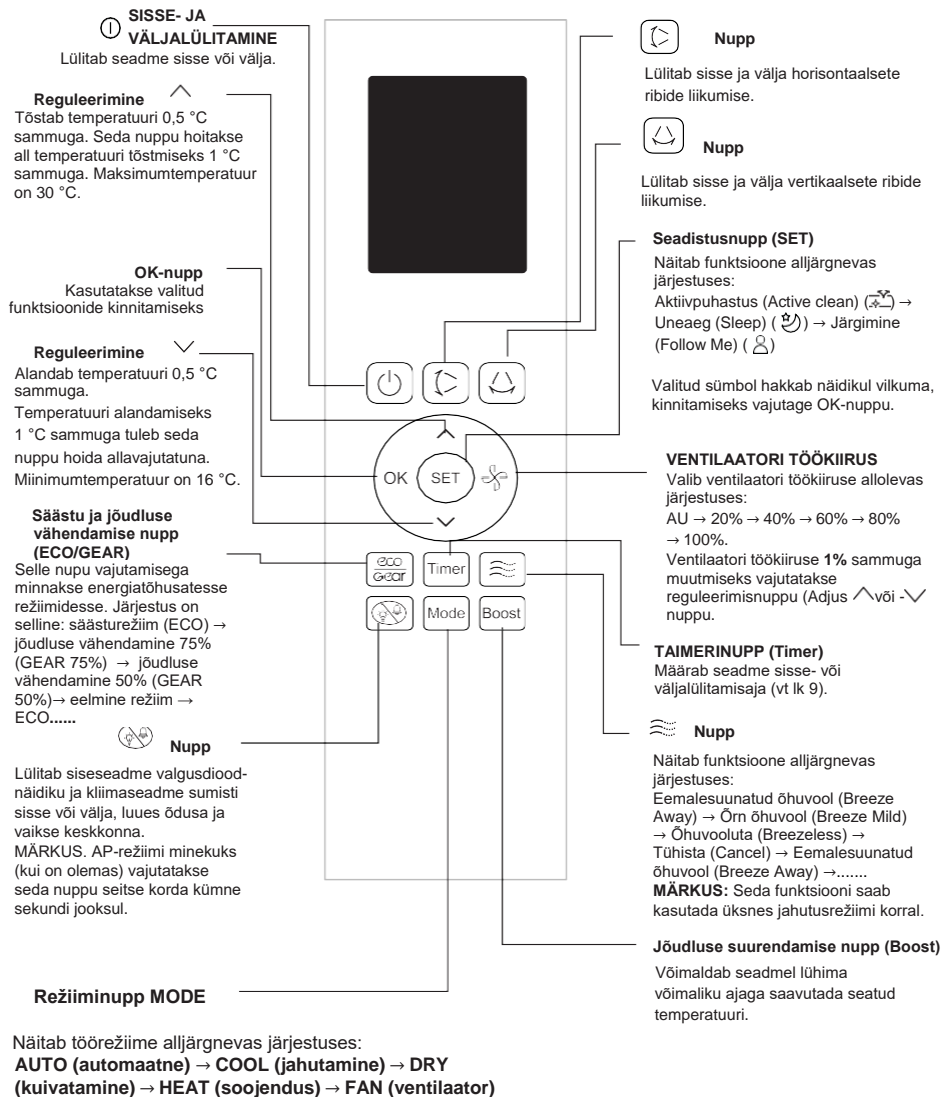 SISSE- JA
VÄLJALÜLITAMINE
Lülitab seadme sisse või välja.
Reguleerimine
Tõstab temperatuuri 0,5 °C
sammuga. Seda nuppu hoitakse
all temperatuuri tõstmiseks 1 °C
sammuga. Maksimumtemperatuur
on 30 °C.
OK-nupp
Kasutatakse valitud
funktsioonide kinnitamiseks
Reguleerimine
Alandab temperatuuri 0,5 °C
sammuga.
Temperatuuri alandamiseks
1 °C sammuga tuleb seda
nuppu hoida allavajutatuna.
Miinimumtemperatuur on 16 °C.
Säästu ja jõudluse
vähendamise nupp
(ECO/GEAR)
Selle nupu vajutamisega
minnakse energiatõhusatesse
režiimidesse. Järjestus on
selline: säästurežiim (ECO) →
jõudluse vähendamine 75%
(GEAR 75%) → jõudluse
vähendamine 50% (GEAR
50%)→ eelmine režiim →
ECO......
Nupp
Lülitab siseseadme valgusdiood-
näidiku ja kliimaseadme sumisti
sisse või välja, luues õdusa ja
vaikse keskkonna.
MÄRKUS. AP-režiimi minekuks
(kui on olemas) vajutatakse
seda nuppu seitse korda kümne
sekundi jooksul.
Režiiminupp MODE
Näitab töörežiime alljärgnevas järjestuses:
AUTO (automaatne) → COOL (jahutamine) → DRY
(kuivatamine) → HEAT (soojendus) → FAN (ventilaator)
OK
SET
eco
Gear
Timer
Mode
Boost
Nupp
Lülitab sisse ja välja horisontaalsete
ribide liikumise.
Nupp
Lülitab sisse ja välja vertikaalsete ribide
liikumise.
Seadistusnupp (SET)
Näitab funktsioone alljärgnevas
järjestuses:
Aktiivpuhastus (Active clean) ( ) →
Uneaeg (Sleep) ( ) → Järgimine
(Follow Me) ( )
Valitud sümbol hakkab näidikul vilkuma,
kinnitamiseks vajutage OK-nuppu.
VENTILAATORI TÖÖKIIRUS
Valib ventilaatori töökiiruse allolevas
järjestuses:
AU → 20% → 40% → 60% → 80%
→ 100%.
Ventilaatori töökiiruse 1% sammuga
muutmiseks vajutatakse
reguleerimisnuppu (Adjus või -
nuppu.
TAIMERINUPP (Timer)
Määrab seadme sisse- või
väljalülitamisaja (vt lk 9).
Nupp
Näitab funktsioone alljärgnevas
järjestuses:
Eemalesuunatud õhuvool (Breeze
Away) → Õrn õhuvool (Breeze Mild)
→ Õhuvooluta (Breezeless) →
Tühista (Cancel) → Eemalesuunatud
õhuvool (Breeze Away) →.......
MÄRKUS: Seda funktsiooni saab
kasutada üksnes jahutusrežiimi korral.
Jõudluse suurendamise nupp (Boost)
Võimaldab seadmel lühima
võimaliku ajaga saavutada seatud
temperatuuri.